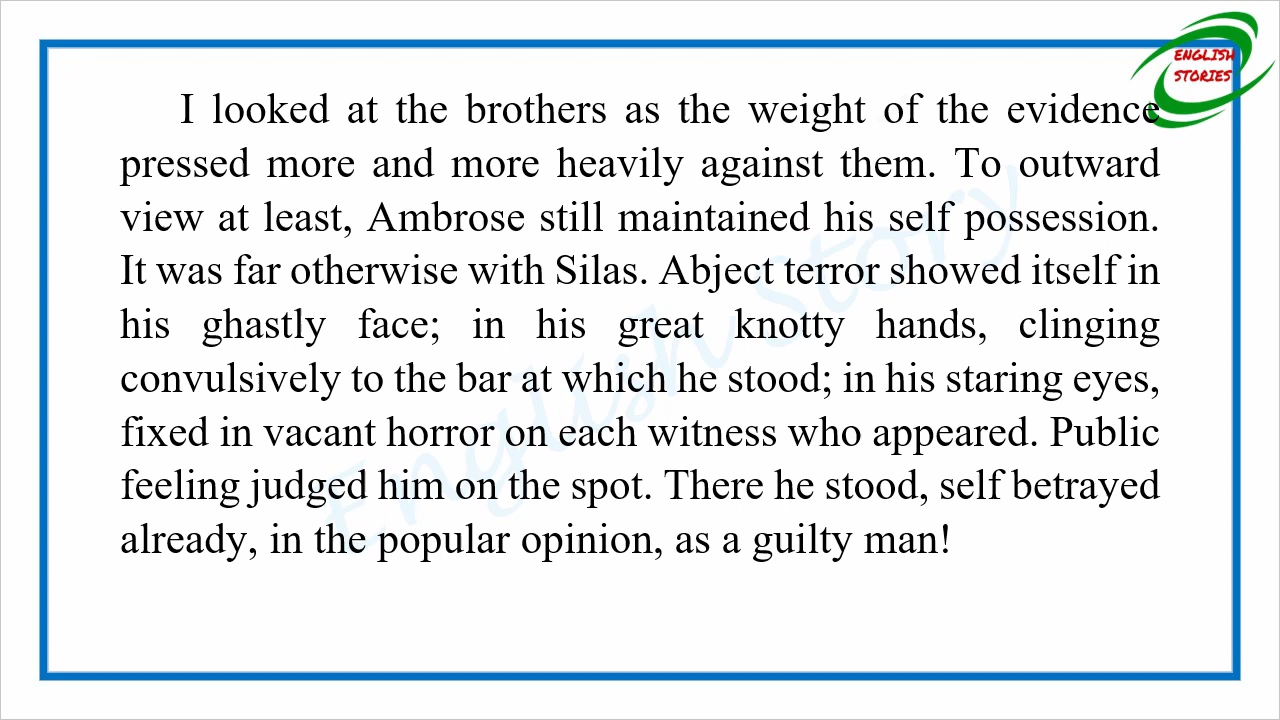 ENGLISH
STORIES
I looked at the brothers as the weight of the evidence
pressed more and more heavily against them. To outward
view at least, Ambrose still maintained his self possession.
It was far otherwise with Silas. Abject terror showed itself in
his ghastly face; in his great knotty hands, clinging
convulsively to the bar at which he stood; in his staring eyes,
fixed in vacant horror on each witness who appeared. Public
feeling judged him on the spot. There he stood, self betrayed
already, in the popular opinion, as a guilty man!
English Story